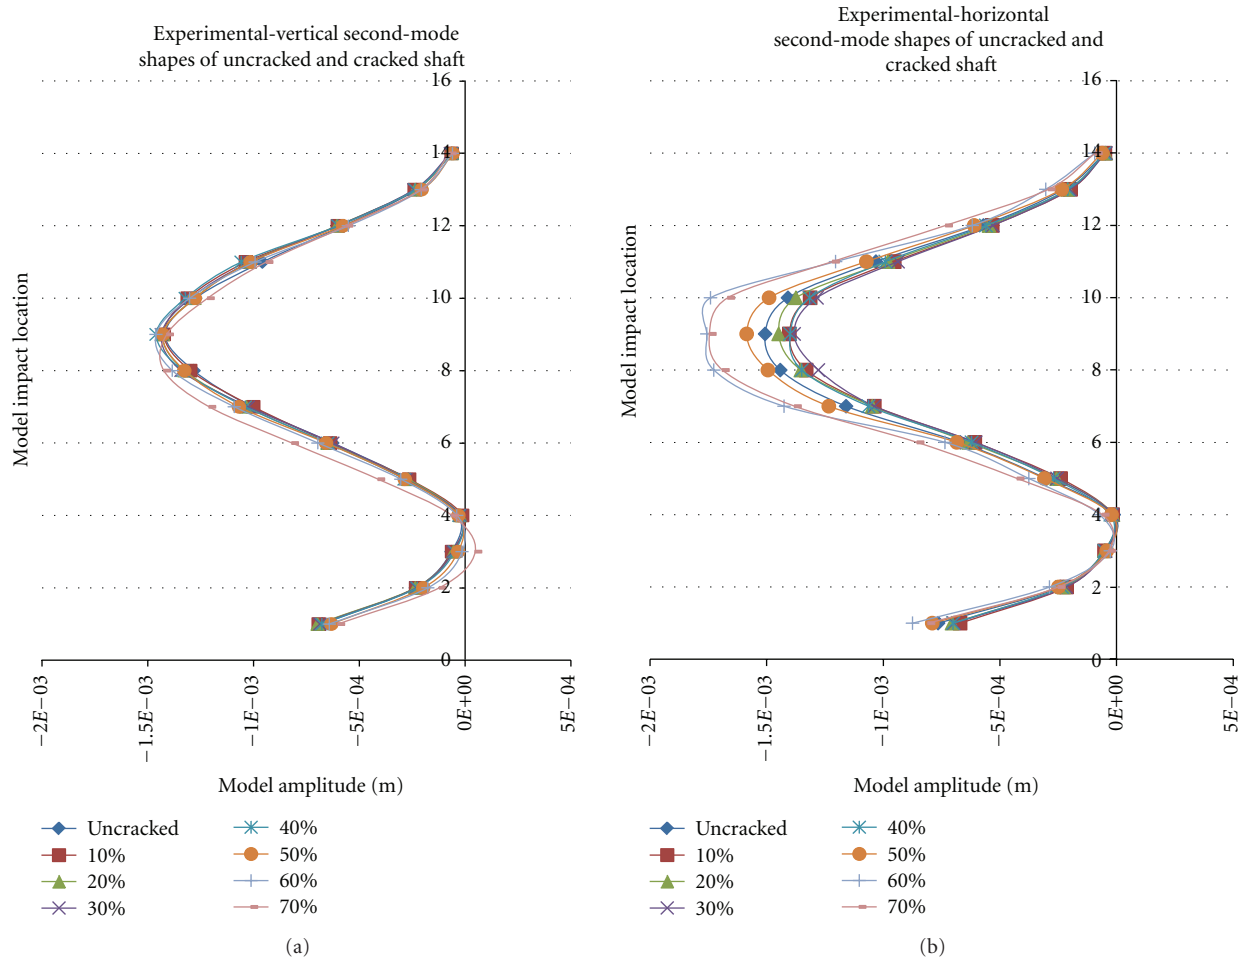 Experimental-vertical second-mode
shapes of uncracked and cracked shaft
16
14
12
10
8
6
4
2
0
Model impact location
−2E−03
−1.5E−03
−1E−03
−5E−04
0E+00
5E−04
Model amplitude (m)
Uncracked
10%
20%
30%
40%
50%
60%
70%
(a)
Experimental-horizontal
second-mode shapes of uncracked and
cracked shaft
16
14
12
10
8
6
4
2
0
Model impact location
−2E−03
−1.5E−03
−1E−03
−5E−04
0E+00
5E−04
Model amplitude (m)
Uncracked
10%
20%
30%
40%
50%
60%
70%
(b)